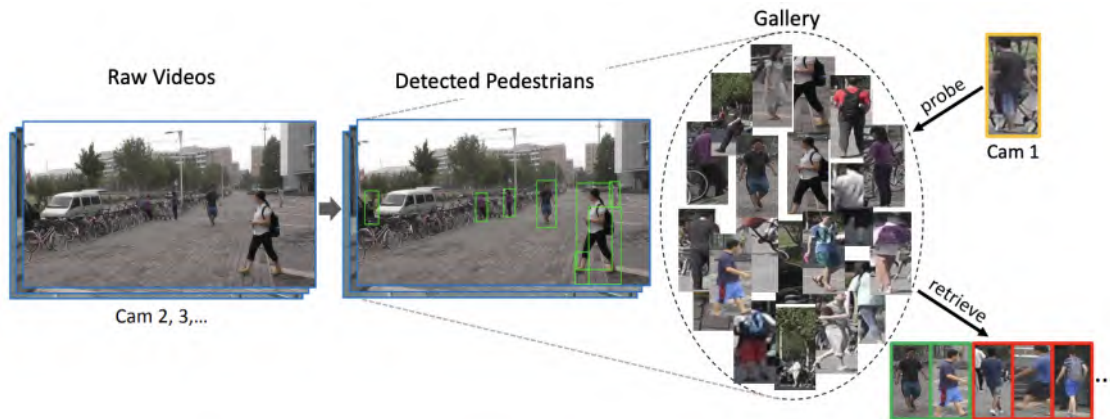 Gallery
Raw Videos
Detected Pedestrians
probe
Cam 1
Cam 2, 3,...
retrieve
...